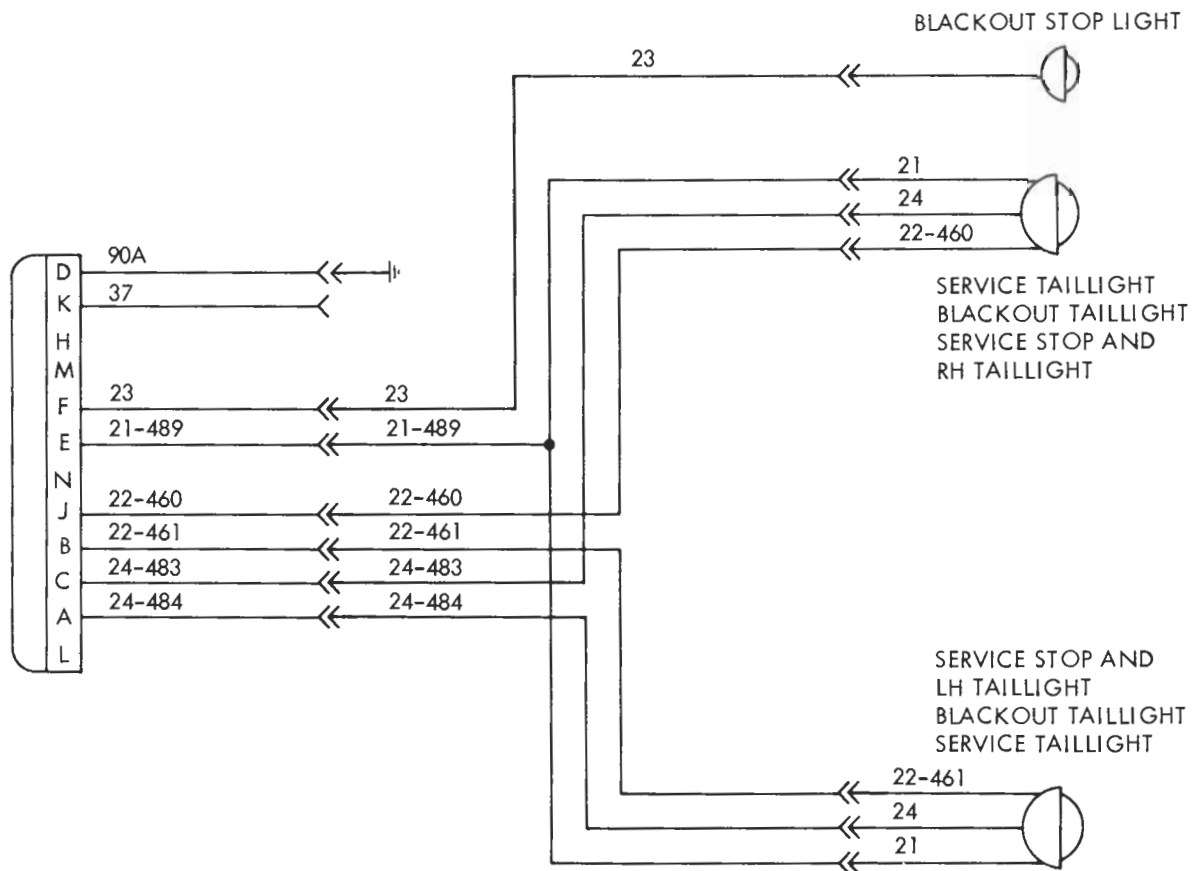 BLACKOUT STOP LIGHT
23
21
24
22-460
SERVICE TAILLIGHT
BLACKOUT TAILLIGHT
SERVICE STOP AND
RH TAILLIGHT
D 90A
K 37
H
M
F 23 23
E 21-489 21-489
N
J 22-460 22-460
B 22-461 22-461
C 24-483 24-483
A 24-484 24-484
L
SERVICE STOP AND
LH TAILLIGHT
BLACKOUT TAILLIGHT
SERVICE TAILLIGHT
22-461
24
21